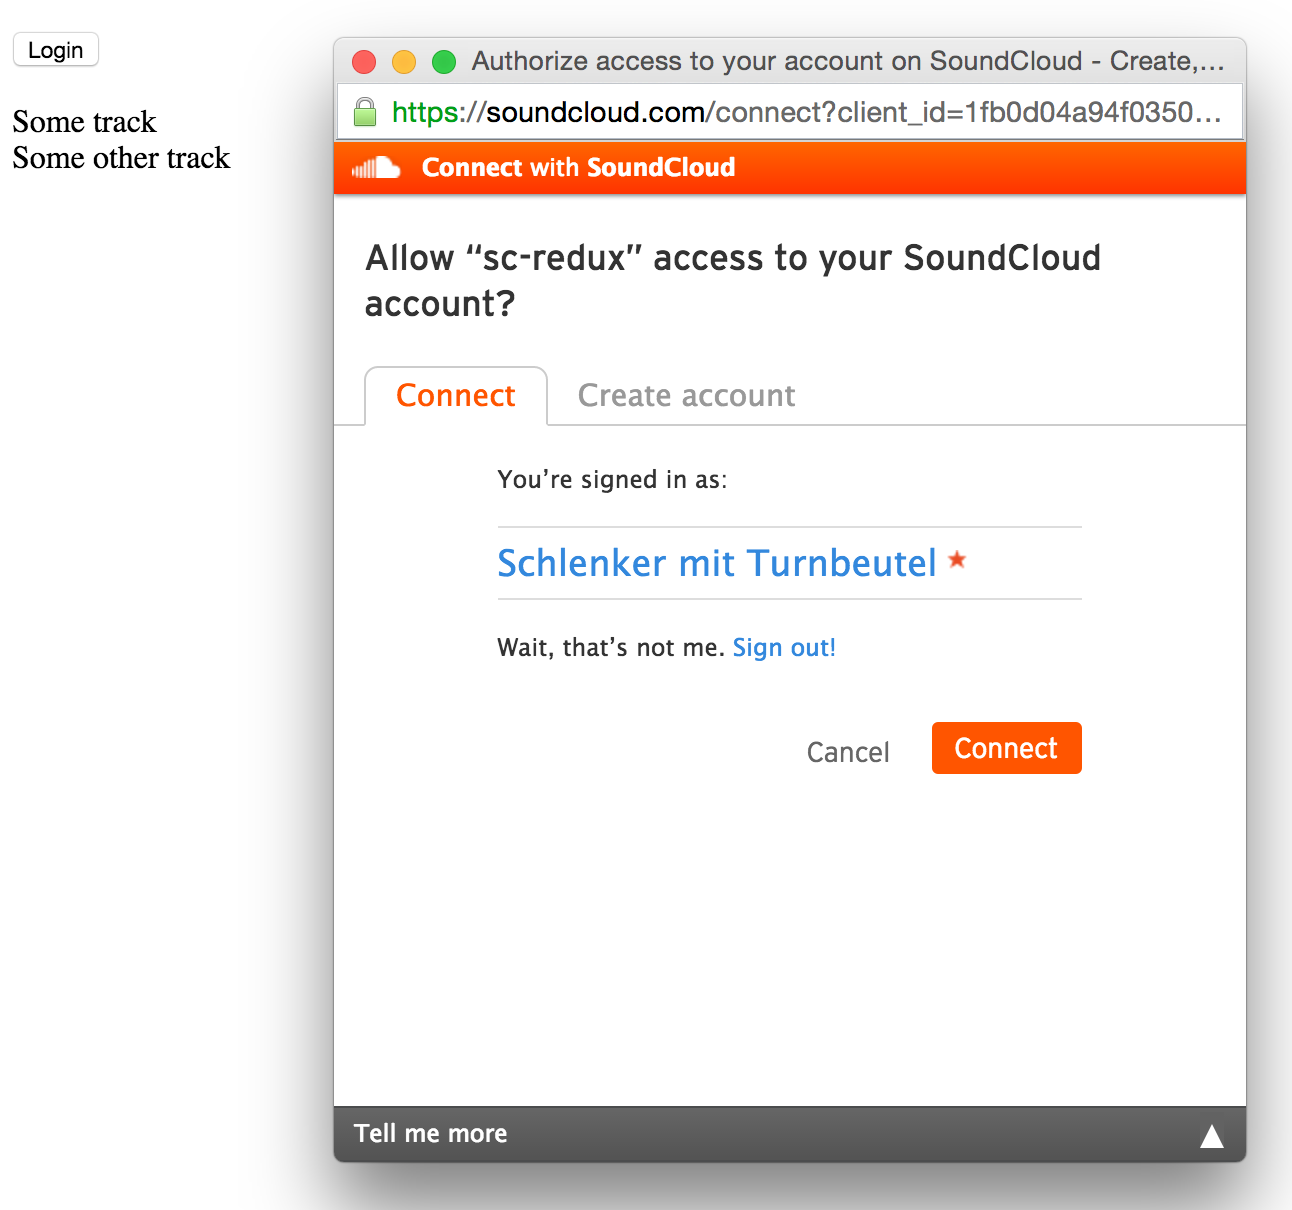 Login
Some track
Some other track
Authorize access to your account on SoundCloud - Create,...
https://soundcloud.com/connect?client_id=1fb0d04a94f0350...
Connect with SoundCloud
Allow “sc-redux” access to your SoundCloud
account?
Connect
Create account
You’re signed in as:
Schlenker mit Turnbeutel
Wait, that’s not me. Sign out!
Cancel
Connect
Tell me more